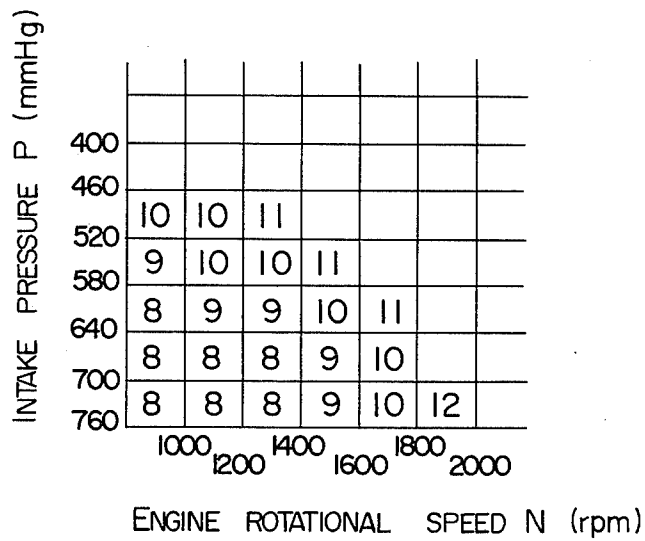 INTAKE PRESSURE P (mmHg)
400
460
10 10 11
520
9 10 10 11
580
8 9 9 10 11
640
8 8 8 9 10
700
8 8 8 9 10 12
760
1000 1400 1800
1200 1600 2000
ENGINE ROTATIONAL SPEED N (rpm)